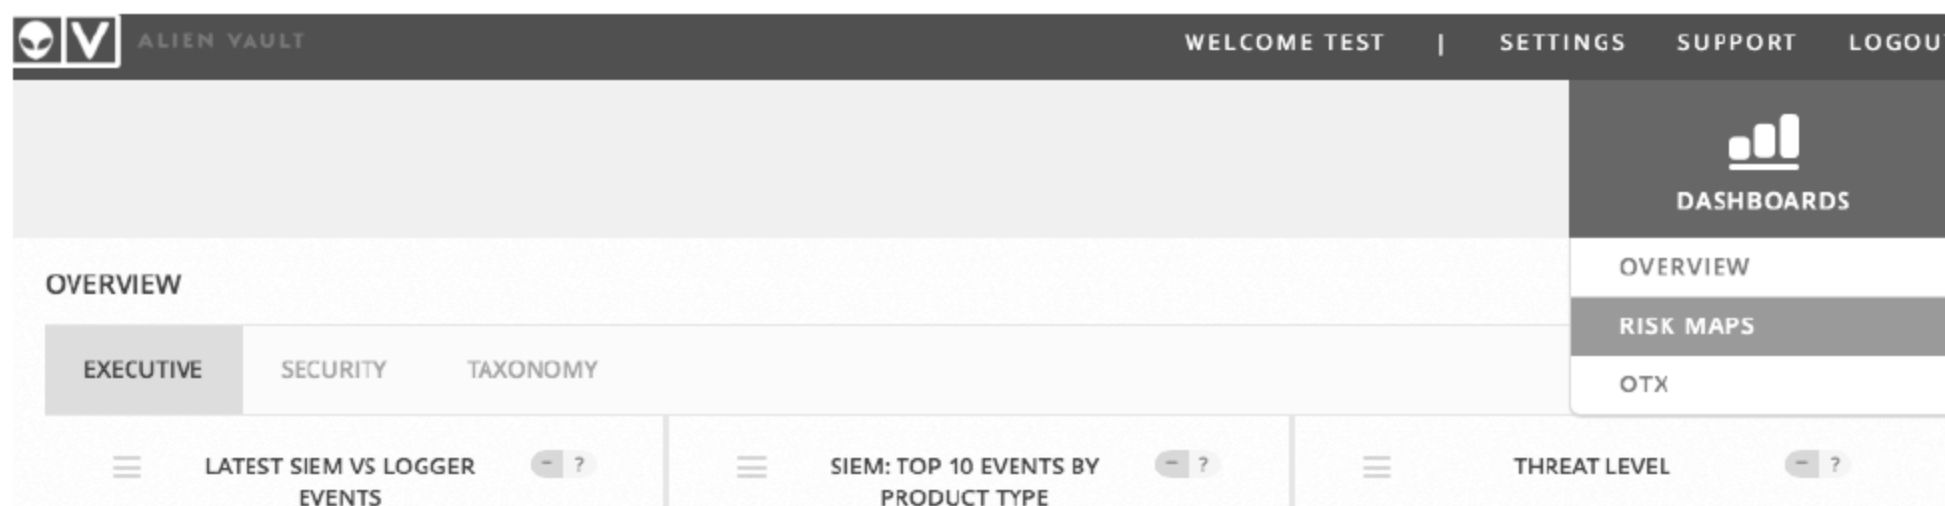 ALIEN VAULT
WELCOME TEST | SETTINGS SUPPORT LOGOU
DASHBOARDS
OVERVIEW
RISK MAPS
OTX
OVERVIEW
EXECUTIVE SECURITY TAXONOMY
LATEST SIEM VS LOGGER
EVENTS
- ?
SIEM: TOP 10 EVENTS BY
PRODUCT TYPE
- ?
THREAT LEVEL
- ?